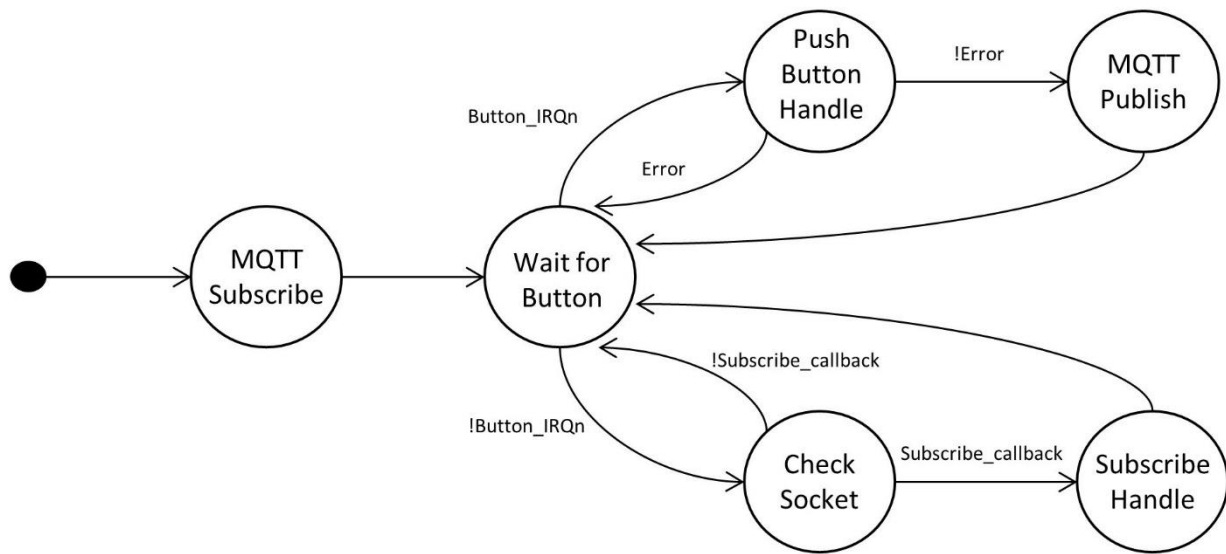 Push
Button
Handle
!Error
MQTT
Publish
Button_IRQn
Error
MQTT
Subscribe
Wait for
Button
!Subscribe_callback
!Button_IRQn
Check
Socket
Subscribe_callback
Subscribe
Handle